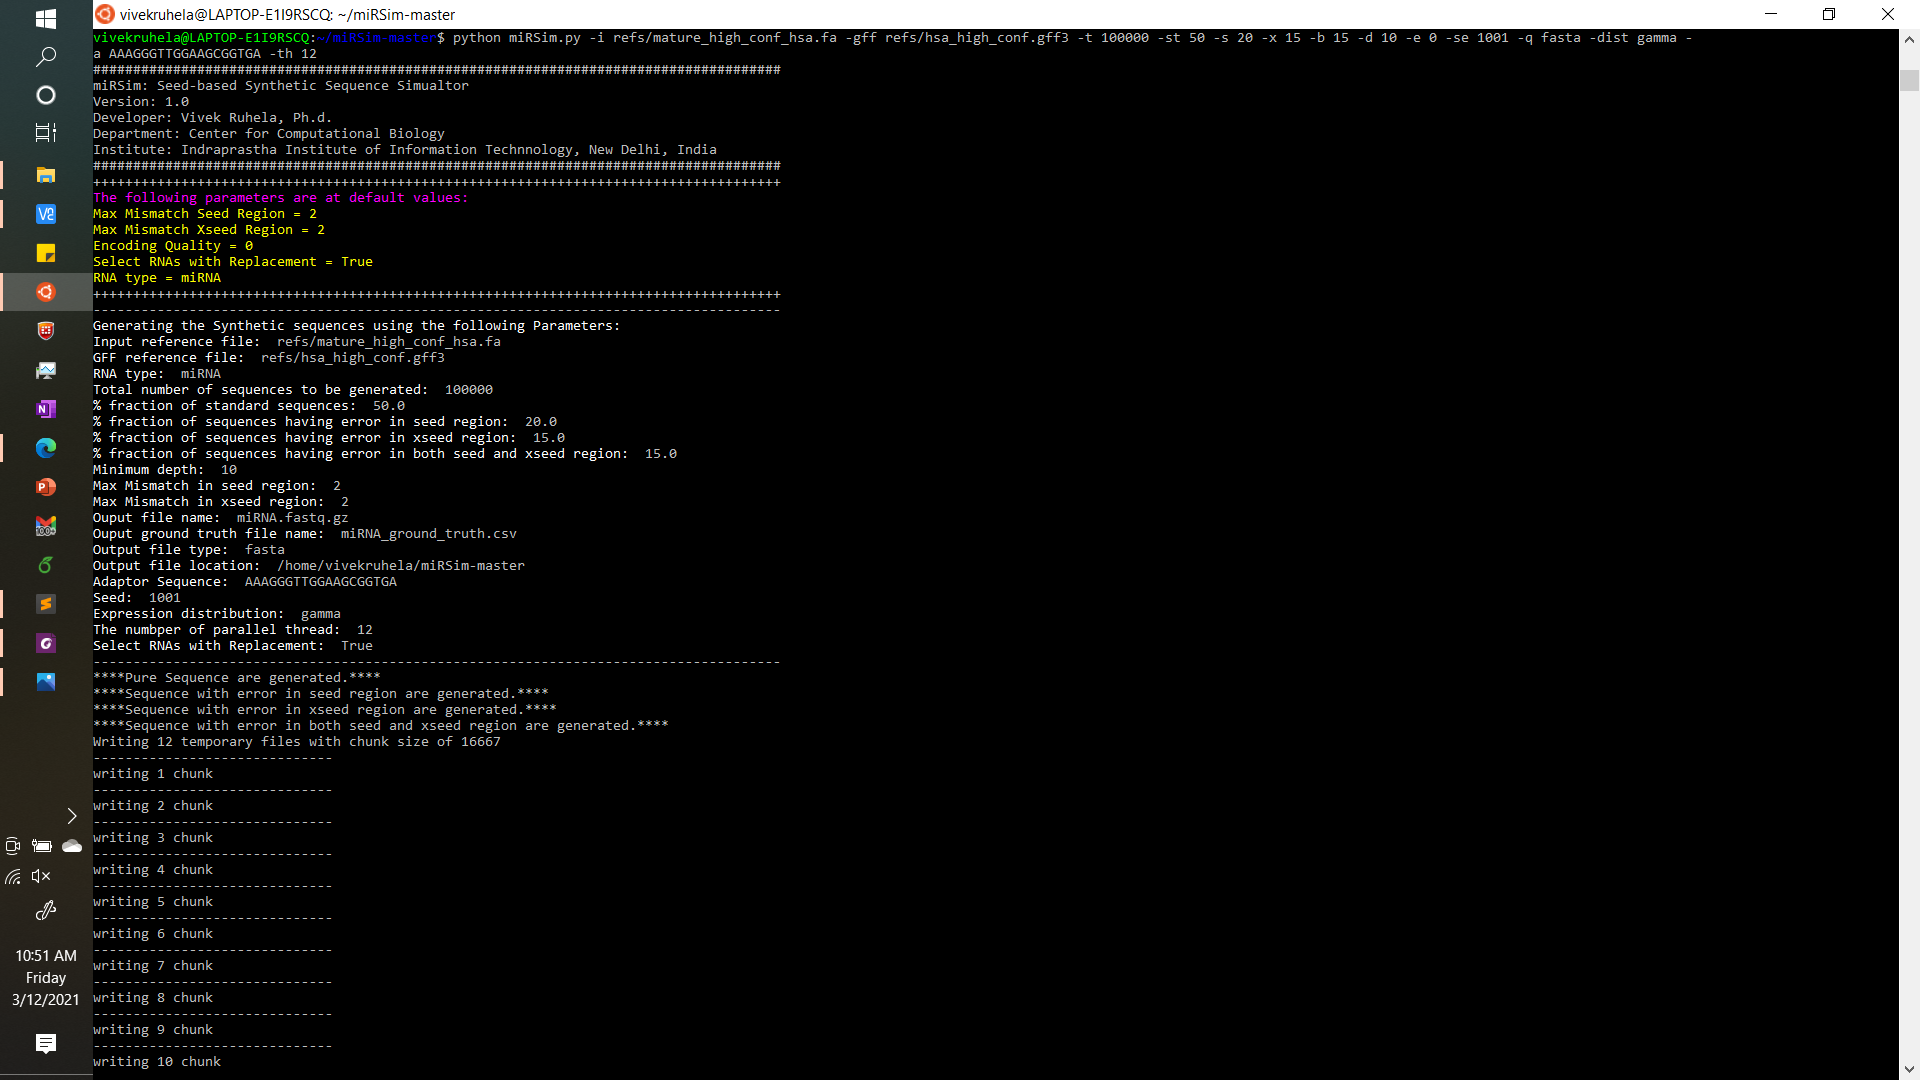 vivekruhela@LAPTOP-E1I9RSCQ: ~/miRSim-master
vivekruhela@LAPTOP-E1I9RSCQ:~/miRSim-master$ python miRSim.py -i refs/mature_high_conf_hsa.fa -gff refs/hsa_high_conf.gff3 -t 100000 -st 50 -s 20 -x 15 -b 15 -d 10 -e 0 -se 1001 -q fasta -dist gamma -
a AAAGGGTTGGAAGCGGTGA -th 12
######################################################################################
miRSim: Seed-based Synthetic Sequence Simualtor
Version: 1.0
Developer: Vivek Ruhela, Ph.d.
Department: Center for Computational Biology
Institute: Indraprastha Institute of Information Technnology, New Delhi, India
######################################################################################
++++++++++++++++++++++++++++++++++++++++++++++++++++++++++++++++++++++++++++++++++++++
The following parameters are at default values:
Max Mismatch Seed Region = 2
Max Mismatch Xseed Region = 2
Encoding Quality = 0
Select RNAs with Replacement = True
RNA type = miRNA
++++++++++++++++++++++++++++++++++++++++++++++++++++++++++++++++++++++++++++++++++++++
--------------------------------------------------------------------------------------
Generating the Synthetic sequences using the following Parameters:
Input reference file:  refs/mature_high_conf_hsa.fa
GFF reference file:  refs/hsa_high_conf.gff3
RNA type:  miRNA
Total number of sequences to be generated:  100000
% fraction of standard sequences:  50.0
% fraction of sequences having error in seed region:  20.0
% fraction of sequences having error in xseed region:  15.0
% fraction of sequences having error in both seed and xseed region:  15.0
Minimum depth:  10
Max Mismatch in seed region:  2
Max Mismatch in xseed region:  2
Ouput file name:  miRNA.fastq.gz
Ouput ground truth file name:  miRNA_ground_truth.csv
Output file type:  fasta
Output file location:  /home/vivekruhela/miRSim-master
Adaptor Sequence:  AAAGGGTTGGAAGCGGTGA
Seed:  1001
Expression distribution:  gamma
The numbper of parallel thread:  12
Select RNAs with Replacement:  True
--------------------------------------------------------------------------------------
****Pure Sequence are generated.****
****Sequence with error in seed region are generated.****
****Sequence with error in xseed region are generated.****
****Sequence with error in both seed and xseed region are generated.****
Writing 12 temporary files with chunk size of 16667
------------------------------
writing 1 chunk
------------------------------
writing 2 chunk
------------------------------
writing 3 chunk
------------------------------
writing 4 chunk
------------------------------
writing 5 chunk
------------------------------
writing 6 chunk
------------------------------
writing 7 chunk
------------------------------
writing 8 chunk
------------------------------
writing 9 chunk
------------------------------
writing 10 chunk
10:51 AM
Friday
3/12/2021